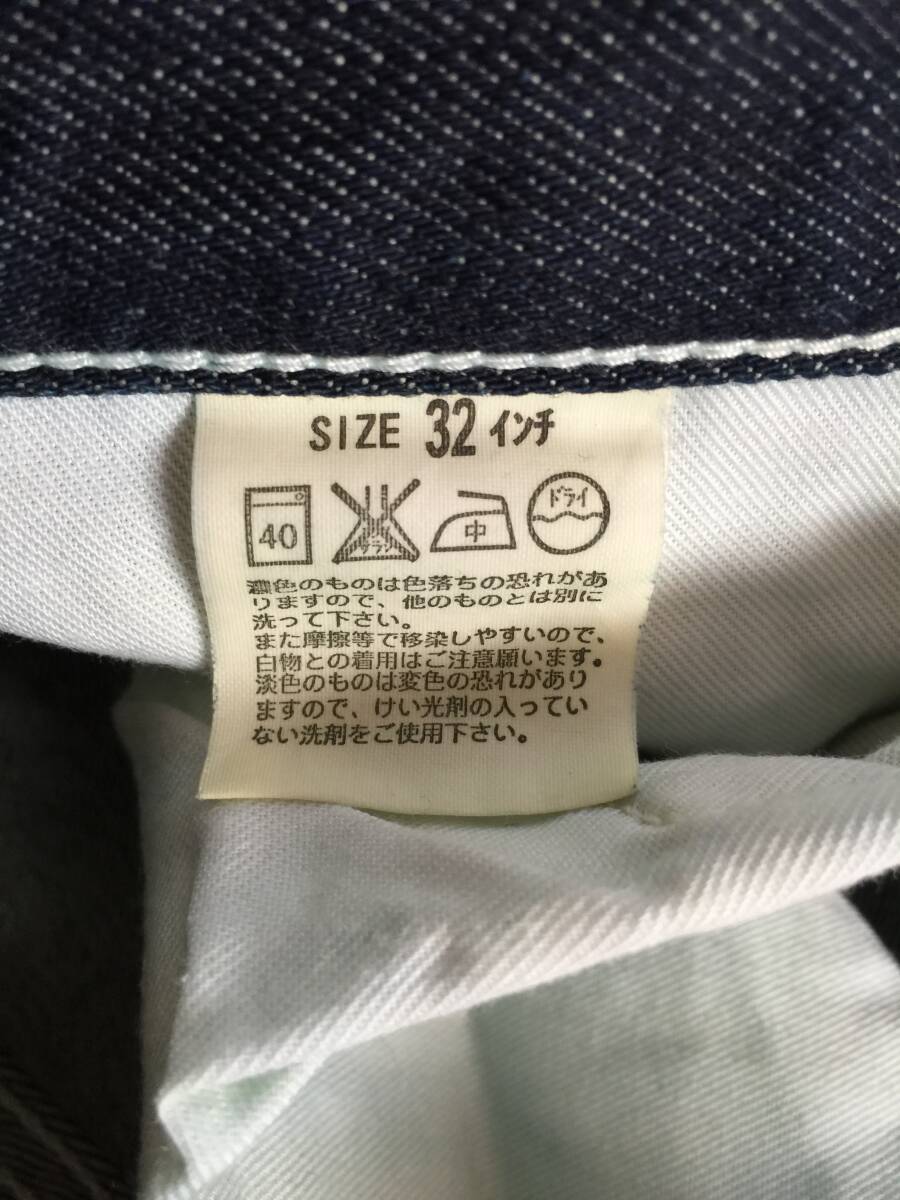 SIZE 32 インチ
40 サラシ 中 ドライ
濃色のものは色落ちの恐れがあ
りますので、他のものとは別に
洗って下さい。
また摩擦等で移染しやすいので、
白物との着用はご注意願います。
淡色のものは変色の恐れがあり
ますので、けい光剤の入ってい
ない洗剤をご使用下さい。